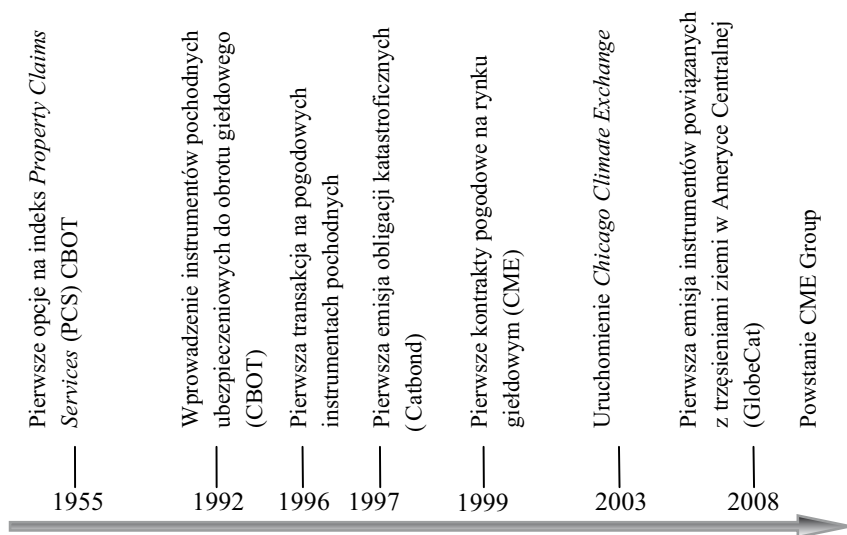 Pierwsze opcje na indeks Property Claims
Services (PCS) CBOT
Wprowadzenie instrumentów pochodnych
ubezpieczeniowych do obrotu giełdowego
(CBOT)
Pierwsza transakcja na pogodowych
instrumentach pochodnych
Pierwsza emisja obligacji katastroficznych
(Catbond)
Pierwsze kontrakty pogodowe na rynku
giełdowym (CME)
Uruchomienie Chicago Climate Exchange
Pierwsza emisja instrumentów powiązanych
z trzęsieniami ziemi w Ameryce Centralnej
(GlobeCat)
Powstanie CME Group
1955
1992
1996
1997
1999
2003
2008